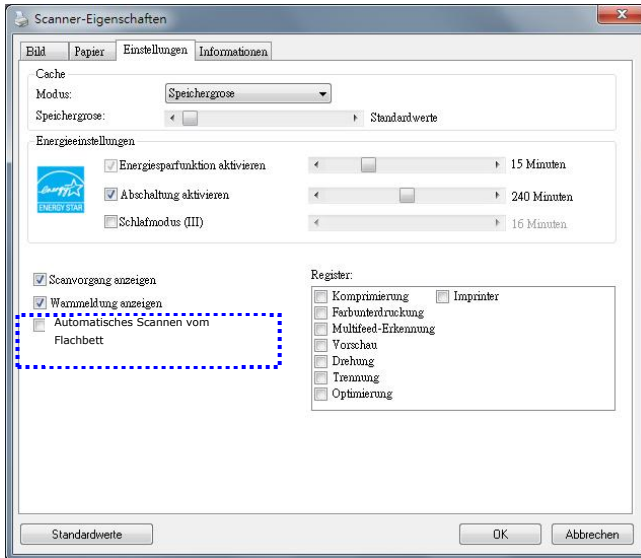 Scanner-Eigenschaften
Bild Papier Einstellungen Informationen
Cache
Modus: Speichergrose
Speichergrose: Standardwerte
Energieeinstellungen
Energiesparfunktion aktivieren 15 Minuten
Abschaltung aktivieren 240 Minuten
Schlafmodus (III) 16 Minuten
energy
ENERGY STAR
Scanvorgang anzeigen
Warnmeldung anzeigen
Automatisches Scannen vom
Flachbett
Register:
Komprimierung Imprinter
Farbunterdruckung
Multifeed-Erkennung
Vorschau
Drehung
Trennung
Optimierung
Standardwerte OK Abbrechen